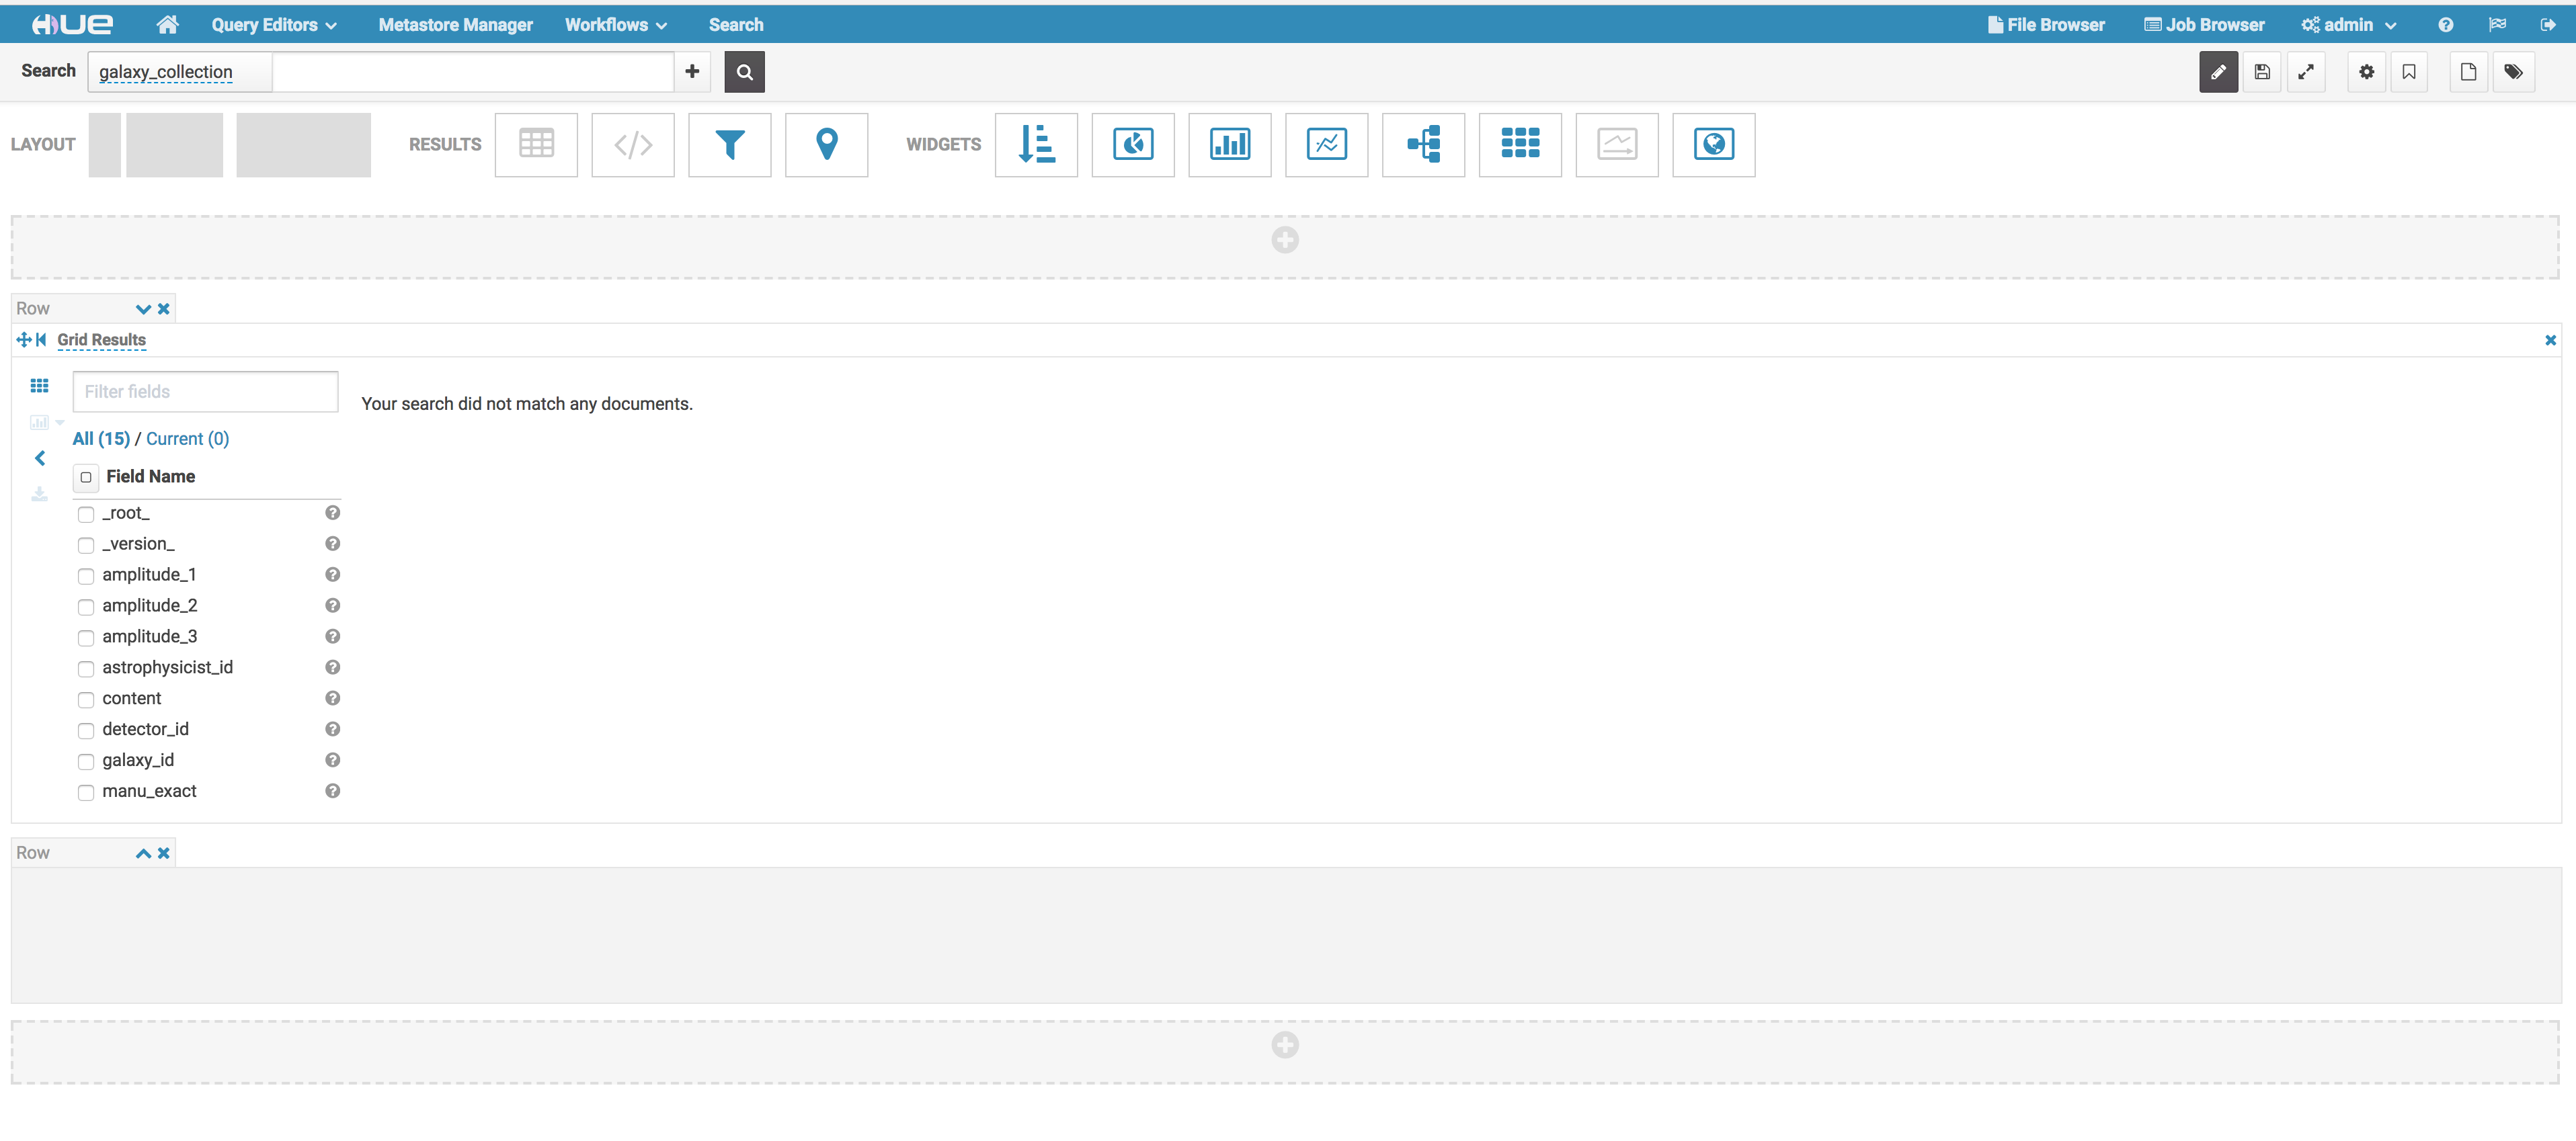 HUE Query Editors Metastore Manager Workflows Search File Browser Job Browser admin
Search galaxy_collection
LAYOUT RESULTS WIDGETS
Row
Grid Results
Filter fields
Your search did not match any documents.
All (15) / Current (0)
Field Name
_root_
_version_
amplitude_1
amplitude_2
amplitude_3
astrophysicist_id
content
detector_id
galaxy_id
manu_exact
Row